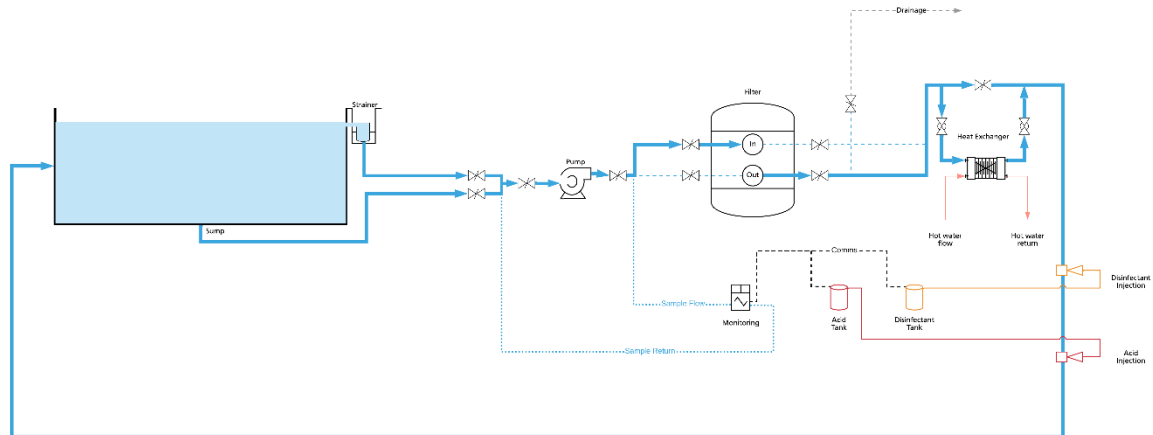 Drainage
Strainer
Filter
In
Heat Exchanger
Pump
Out
Sump
Hot water
flow
Hot water
return
Comms
Disinfectant
Injection
Sample Flow
Monitoring
Acid
Tank
Disinfectant
Tank
Sample Return
Acid
Injection